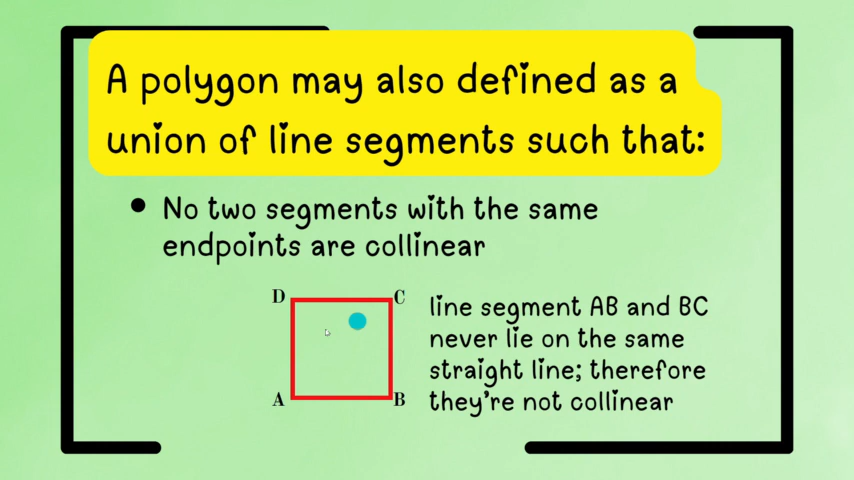 A polygon may also defined as a
union of line segments such that:
• No two segments with the same
endpoints are collinear
D C
line segment AB and BC
never lie on the same
straight line; therefore
they're not collinear
A B